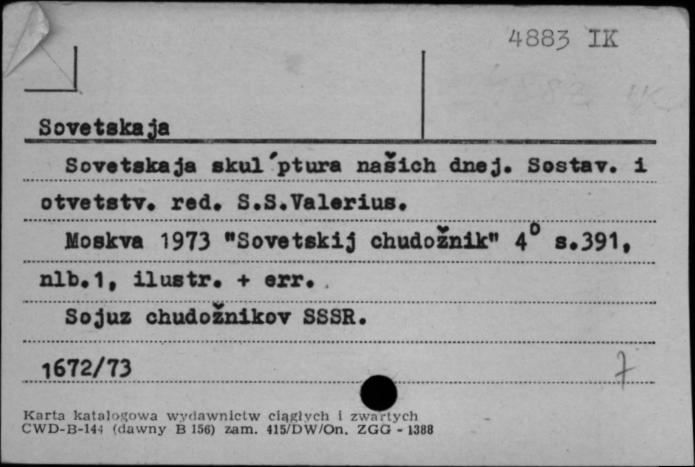 4883 IK
Sovetskaja
Sovetskaja skul´ptura našich dnej. Sostav. i
otvetstv. red. S.S.Valerius.
Moskva 1973 "Sovetskij chudožnik" 4° s.391,
nlb.1, ilustr. + err.
Sojuz chudožnikov SSSR.
1672/73
7
Karta katalogowa wydawnictw ciągłych i zwartych
CWD-B-144 (dawny B 156) zam. 415/DW/On. ZGG - 1388